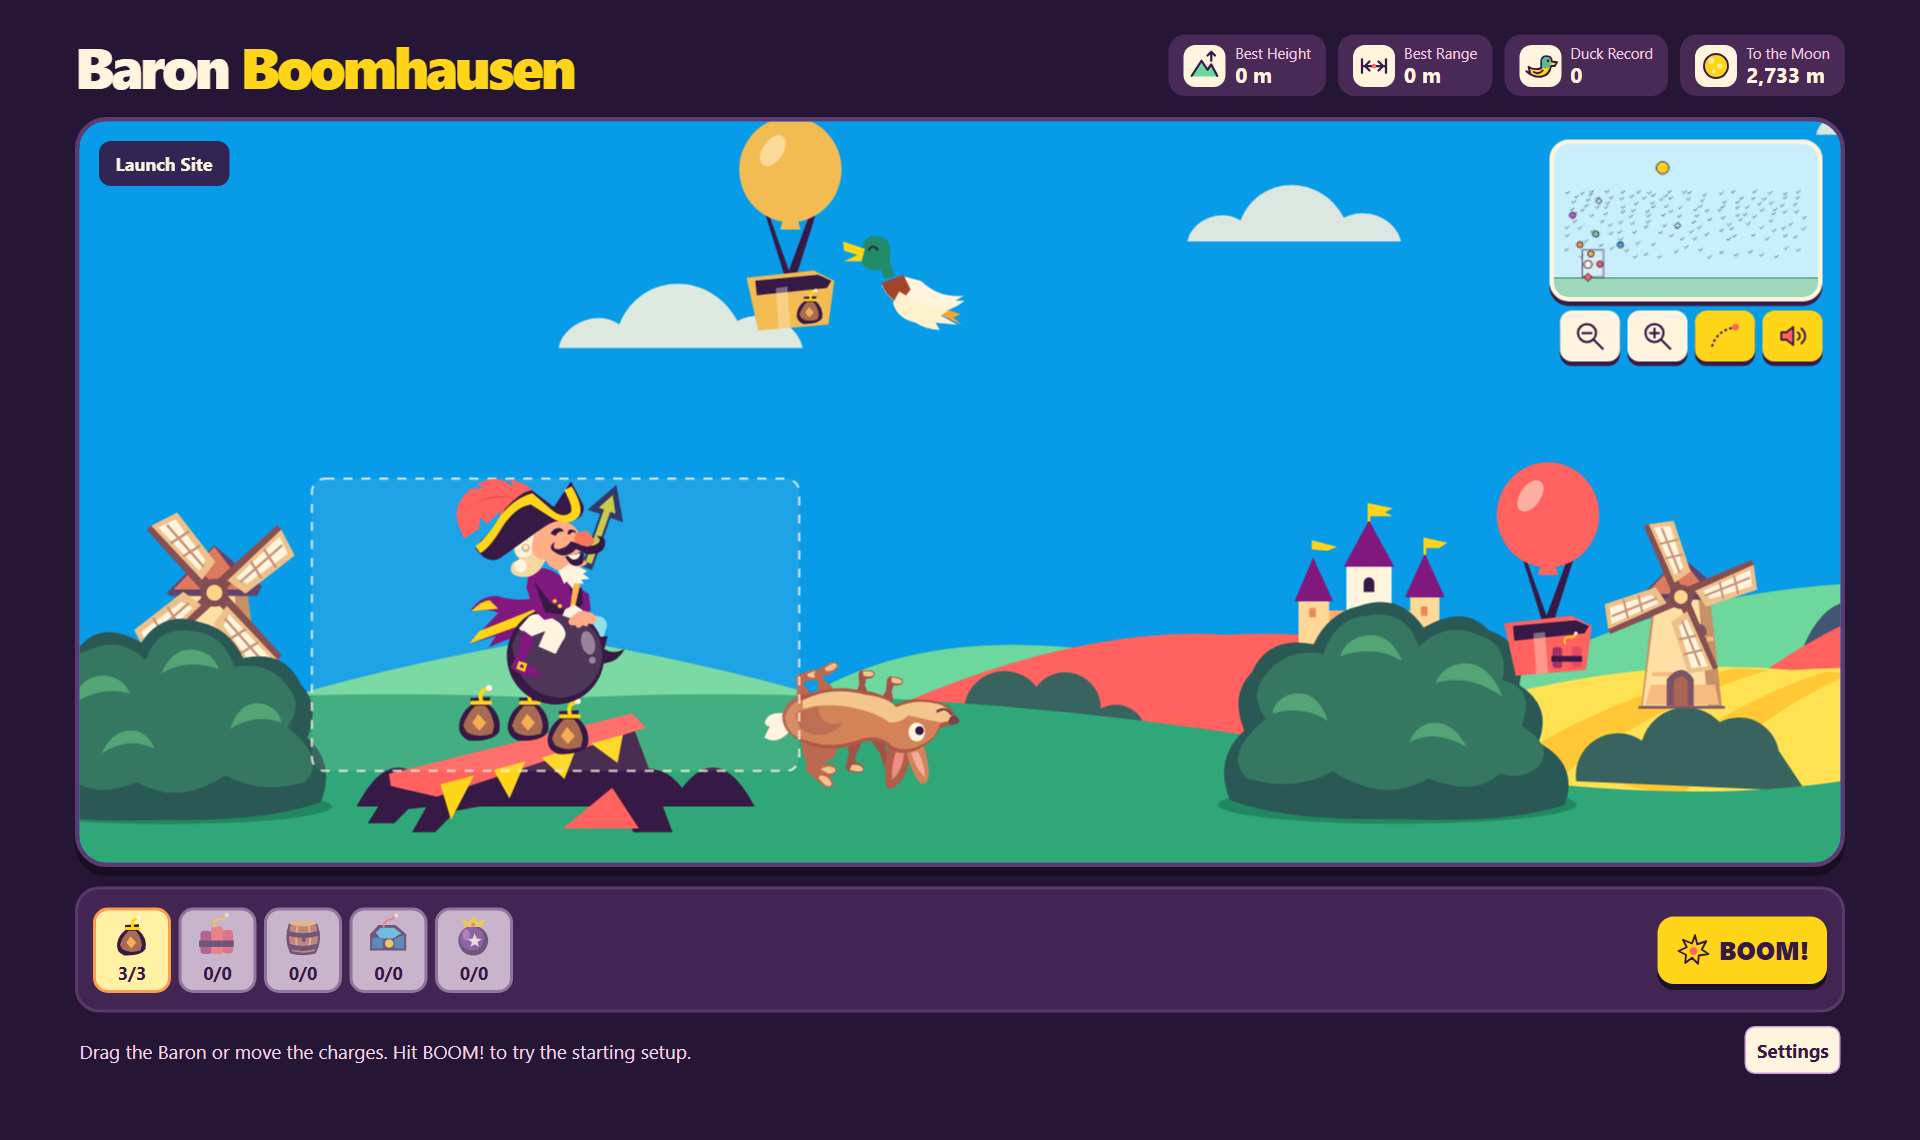 Baron Boomhausen
Best Height
0 m
Best Range
0 m
Duck Record
0
To the Moon
2,733 m
Launch Site
3/3
0/0
0/0
0/0
0/0
BOOM!
Drag the Baron or move the charges. Hit BOOM! to try the starting setup.
Settings